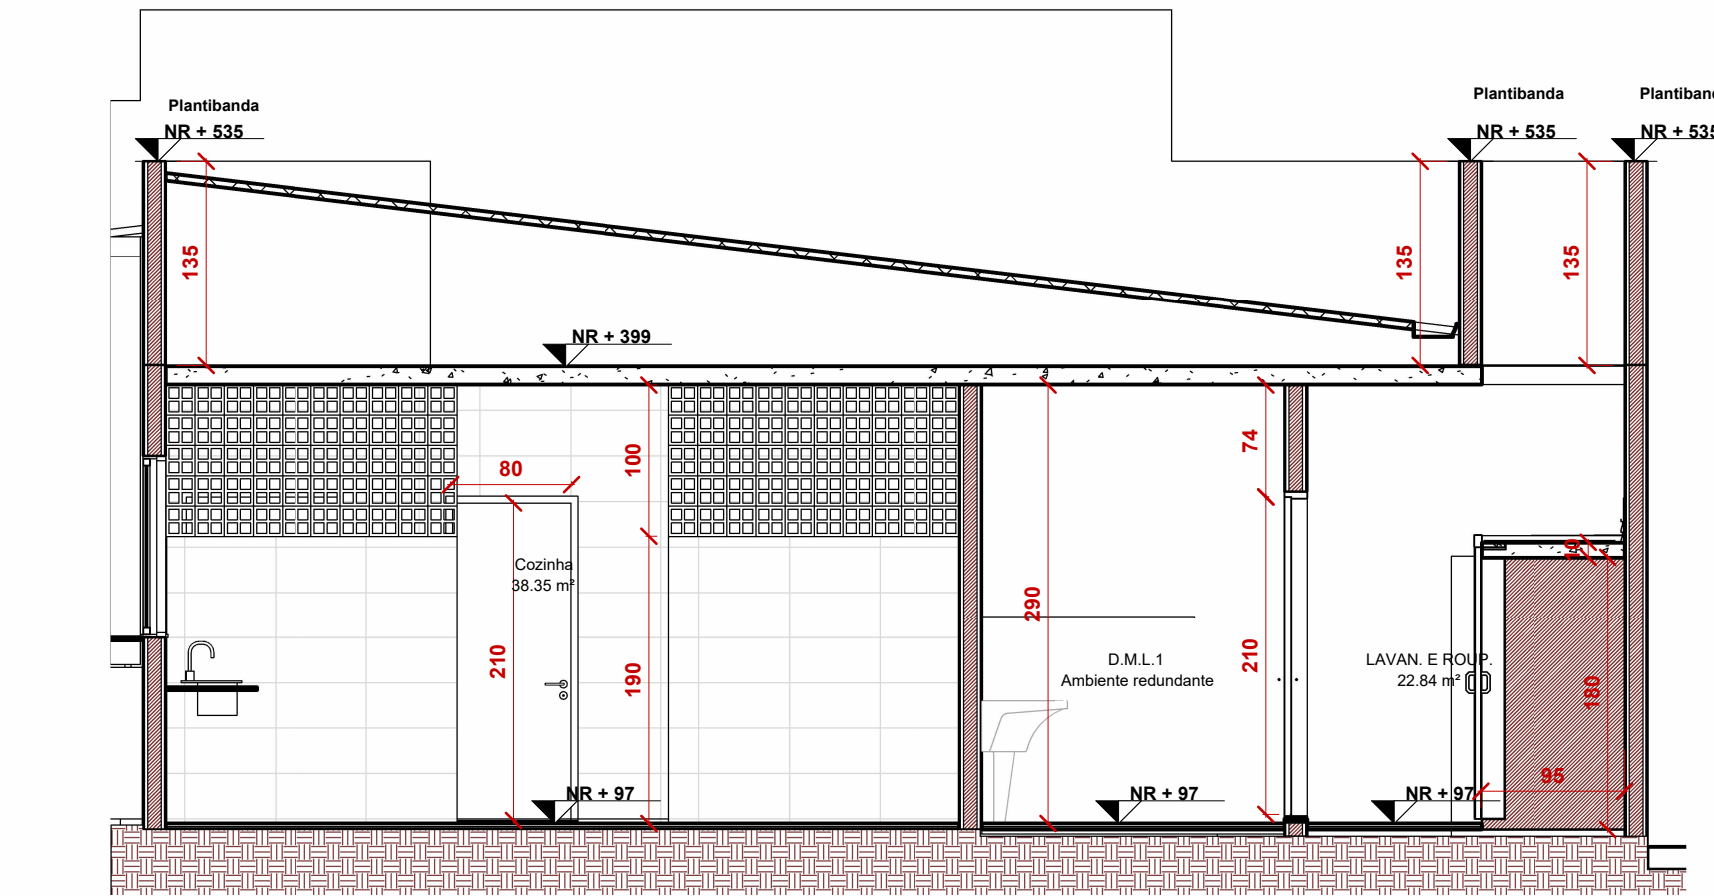 Plantibanda
NR + 535
Plantibanda
NR + 535
Plantiband
NR + 535
135
135
135
NR + 399
80
100
74
Cozinha
38.35 m²
210
190
290
210
D.M.L.1
Ambiente redundante
LAVAN. E ROUP.
22.84 m²
10
180
95
NR + 97
NR + 97
NR + 97